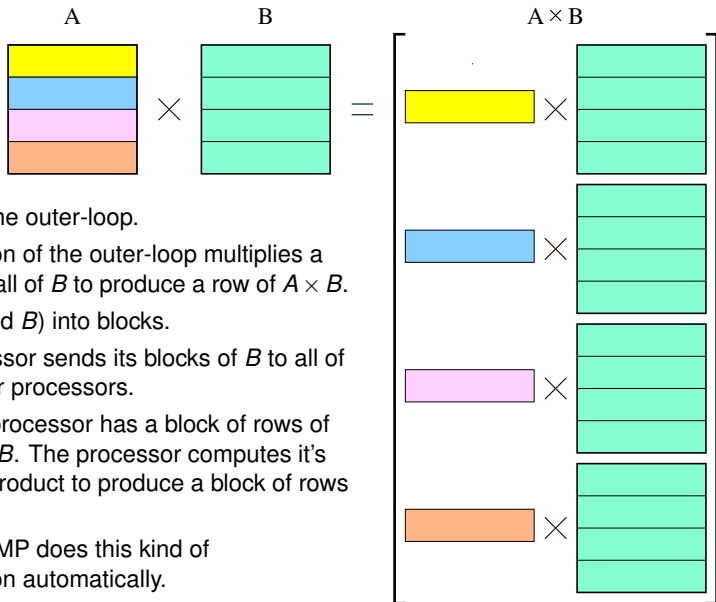 A B A × B
× = ×
×
×
×
ne outer-loop.
on of the outer-loop multiplies a
all of B to produce a row of A × B.
d B) into blocks.
ssor sends its blocks of B to all of
r processors.
processor has a block of rows of
B. The processor computes it's
roduct to produce a block of rows
MP does this kind of
on automatically.